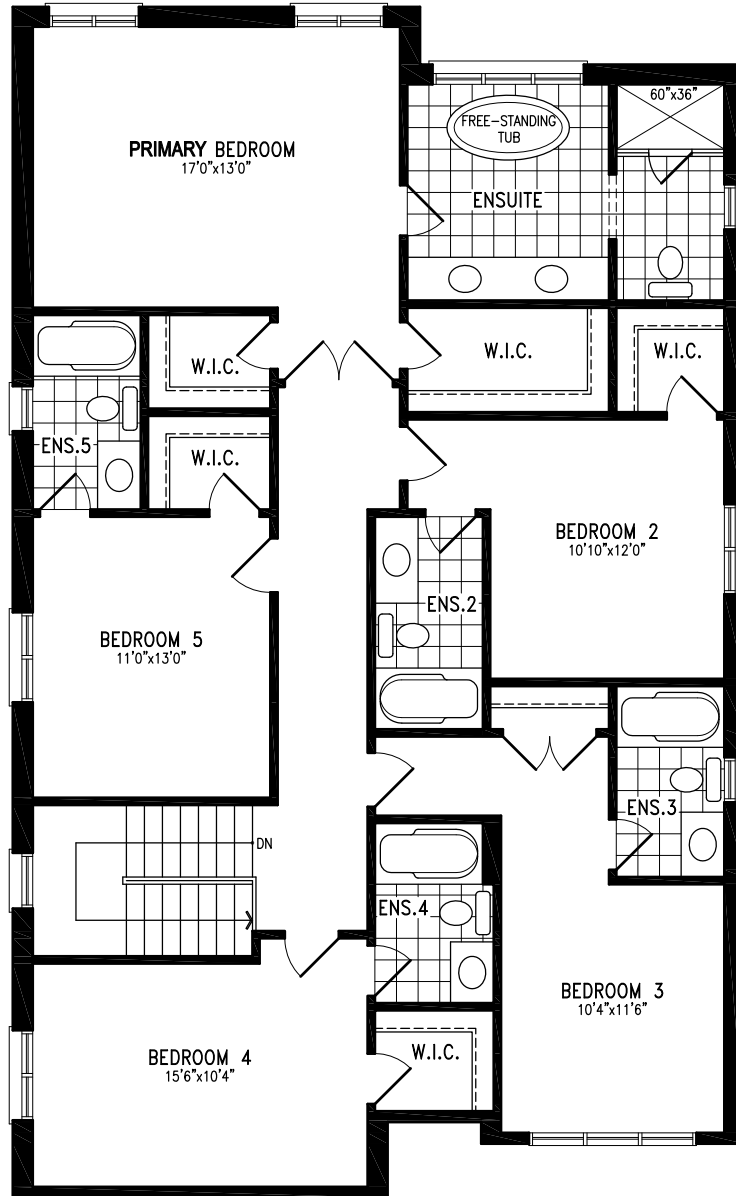 60"x36"
FREE-STANDING
TUB
PRIMARY BEDROOM
17'0"x13'0"
ENSUITE
W.I.C.
W.I.C.
W.I.C.
ENS.5
W.I.C.
BEDROOM 2
10'10"x12'0"
ENS.2
BEDROOM 5
11'0"x13'0"
ENS.3
DN
ENS.4
BEDROOM 3
10'4"x11'6"
BEDROOM 4
15'6"x10'4"
W.I.C.